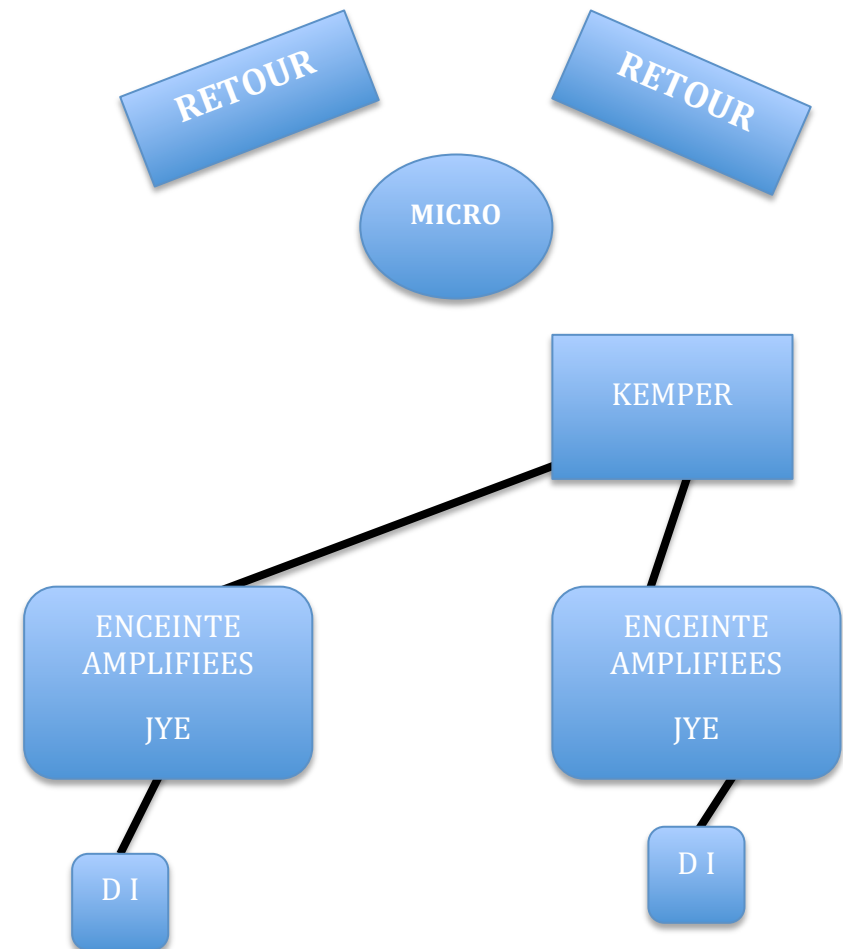 RETOUR
RETOUR
MICRO
KEMPER
ENCEINTE
AMPLIFIEES
JYE
ENCEINTE
AMPLIFIEES
JYE
D I
D I